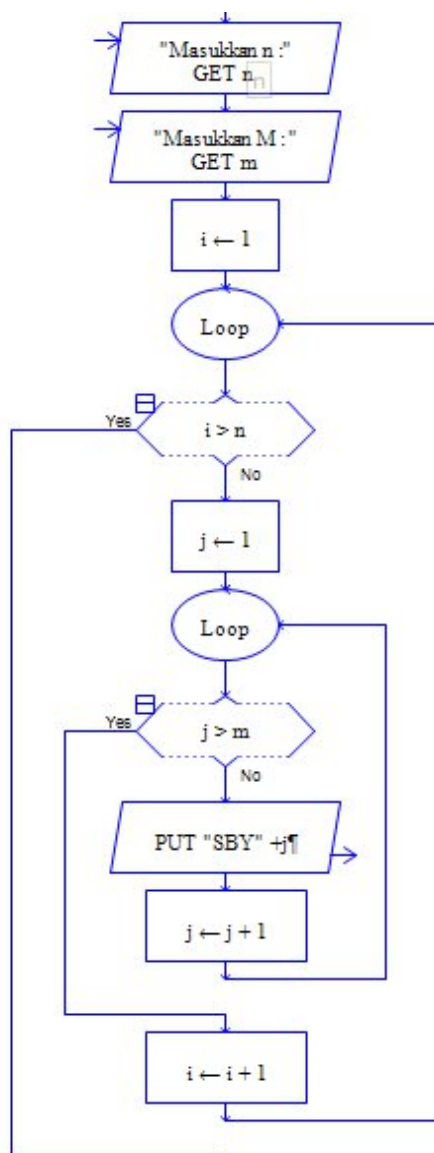 "Masukkan n :"
GET n
n
"Masukkan M :"
GET m
i ← 1
Loop
Yes
i > n
No
j ← 1
Loop
Yes
j > m
No
PUT "SBY" +j¶
j ← j + 1
i ← i + 1